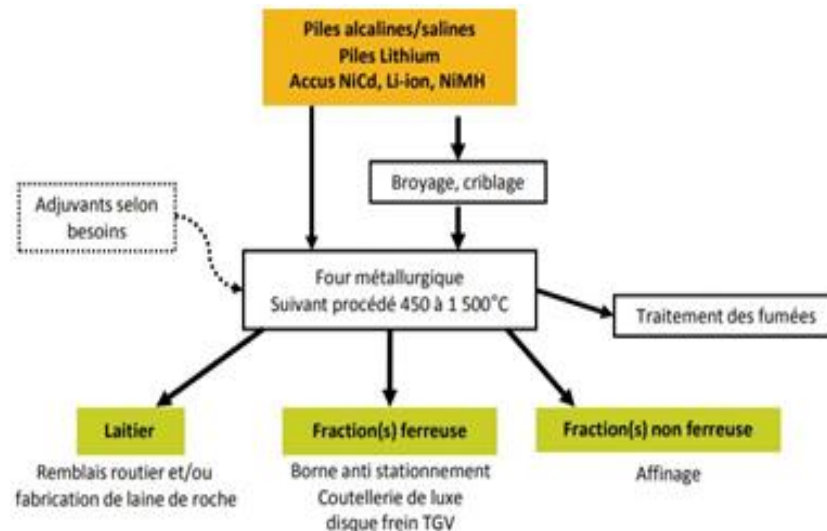 Piles alcalines/salines
Piles Lithium
Accus NiCd, Li-ion, NiMH
Broyage, criblage
Adjuvants selon
besoins
Four métallurgique
Suivant procédé 450 à 1 500°C
Traitement des fumées
Laitier
Remblais routier et/ou
fabrication de laine de roche
Fraction(s) ferreuse
Borne anti stationnement
Coutellerie de luxe
disque frein TGV
Fraction(s) non ferreuse
Affinage